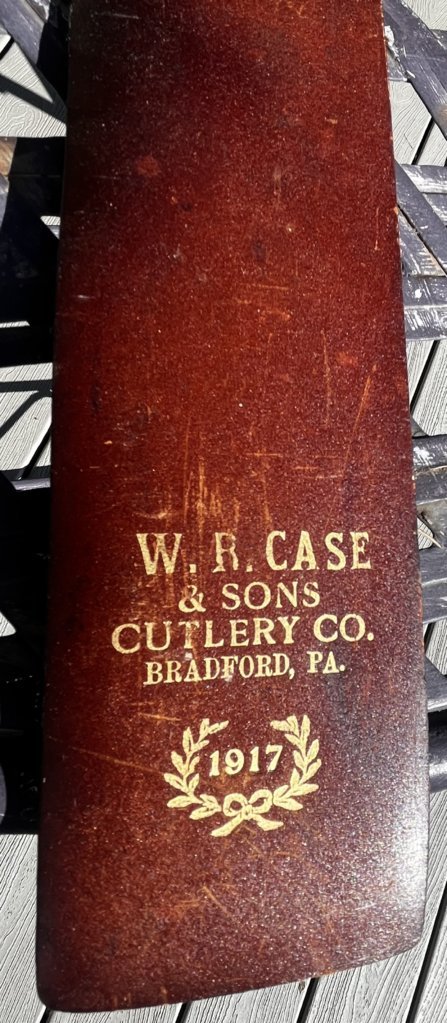 W. R. CASE
& SONS
CUTLERY CO.
BRADFORD, PA.
1917